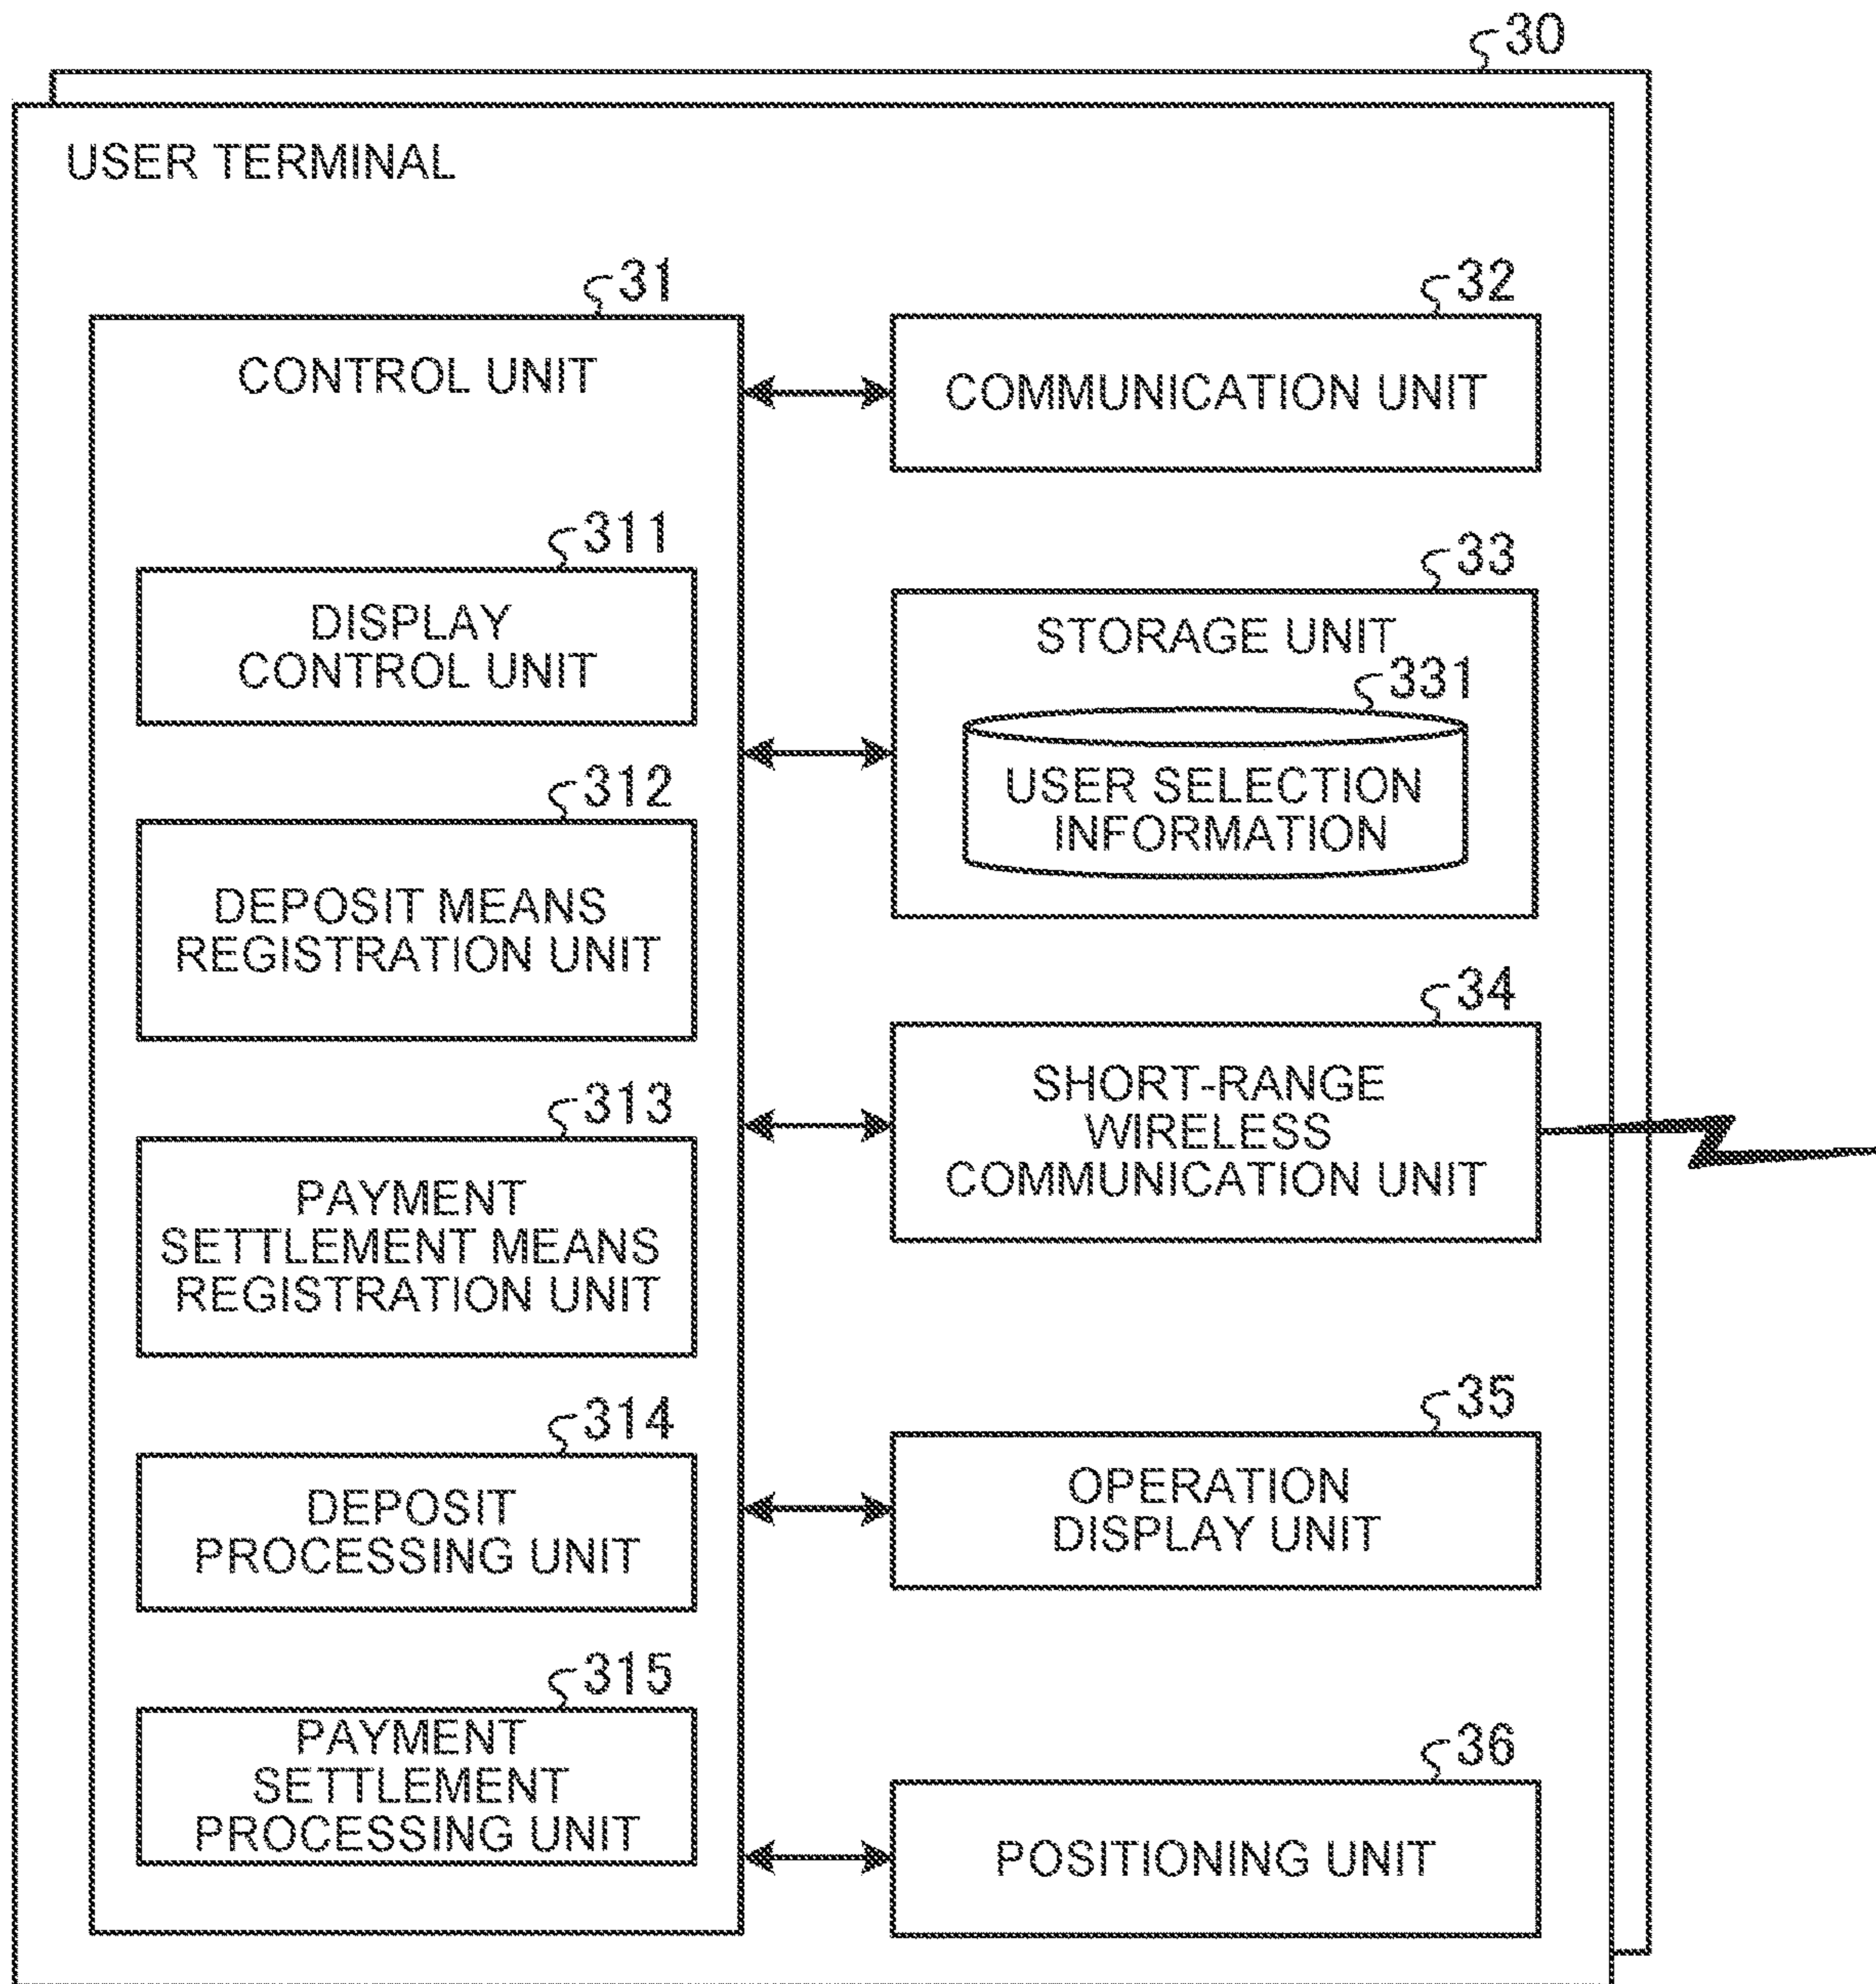 30
USER TERMINAL
31
CONTROL UNIT
311
DISPLAY
CONTROL UNIT
312
DEPOSIT MEANS
REGISTRATION UNIT
313
PAYMENT
SETTLEMENT MEANS
REGISTRATION UNIT
314
DEPOSIT
PROCESSING UNIT
315
PAYMENT
SETTLEMENT
PROCESSING UNIT
32
COMMUNICATION UNIT
33
STORAGE UNIT
331
USER SELECTION
INFORMATION
34
SHORT-RANGE
WIRELESS
COMMUNICATION UNIT
35
OPERATION
DISPLAY UNIT
36
POSITIONING UNIT